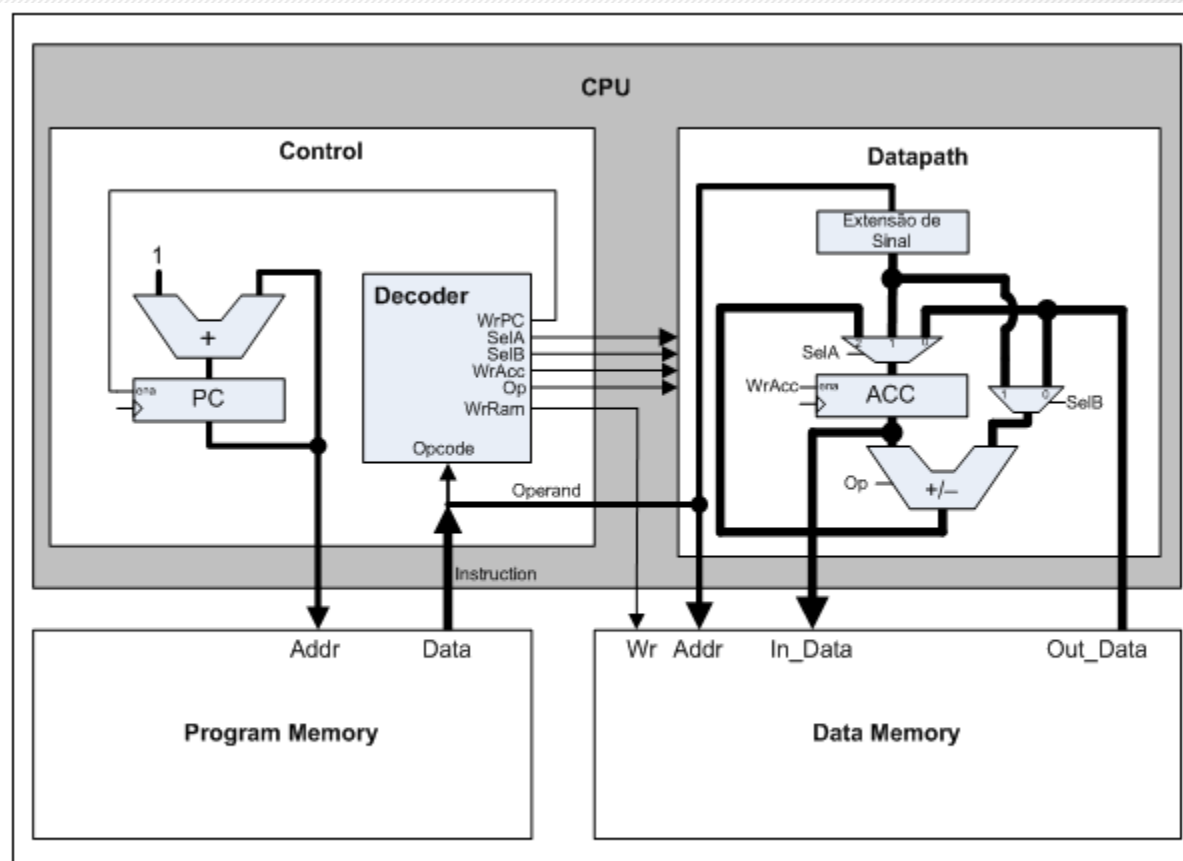 CPU
Control
1
+
ena
PC
Decoder
WrPC
SelA
SelB
WrAcc
Op
WrRam
Opcode
Operand
Instruction
Datapath
Extensão de
Sinal
2
1
0
SelA
WrAcc
ena
ACC
1
0
SelB
Op
+/−
Addr
Data
Program Memory
Wr
Addr
In_Data
Out_Data
Data Memory